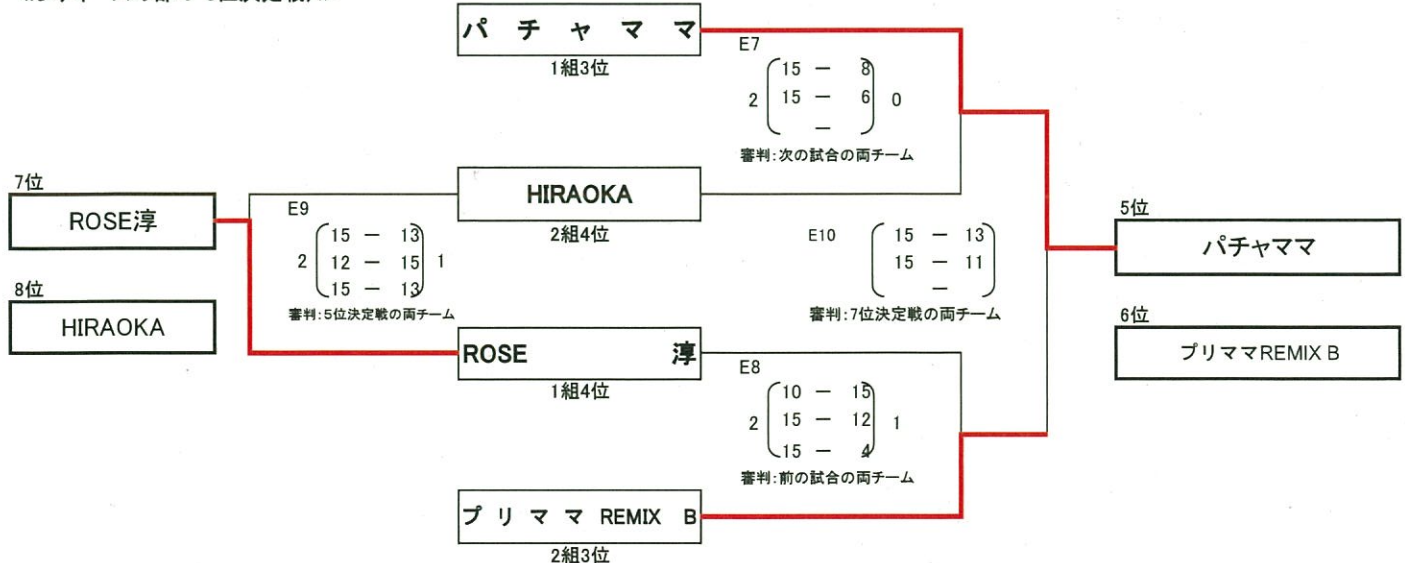 パチャママ
1組3位
E7
15 － 8
2 15 － 6 0
－
審判：次の試合の両チーム
HIRAOKA
2組4位
7位
ROSE淳
8位
HIRAOKA
E9
15 － 13
2 12 － 15 1
15 － 13
審判：5位決定戦の両チーム
E10
15 － 13
15 － 11
－
審判：7位決定戦の両チーム
5位
パチャママ
6位
プリママREMIX B
ROSE 淳
1組4位
E8
10 － 15
2 15 － 12 1
15 － 4
審判：前の試合の両チーム
プリママ REMIX B
2組3位